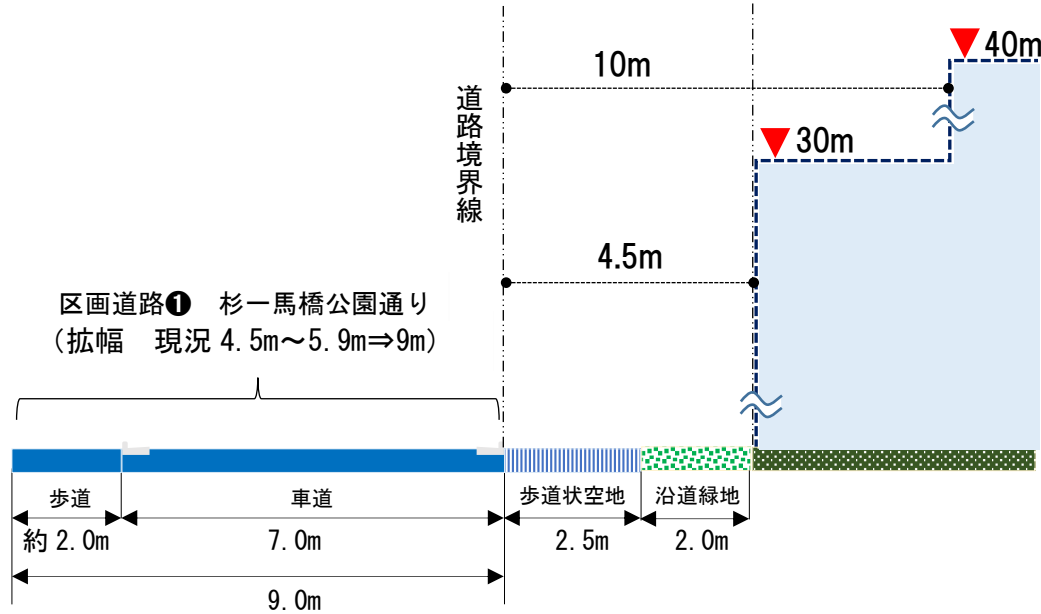 40m
10m
道路境界線
30m
4.5m
区画道路❶　杉一馬橋公園通り
（拡幅　現況 4.5m～5.9m⇒9m）
歩道
車道
歩道状空地
沿道緑地
約 2.0m
7.0m
2.5m
2.0m
9.0m